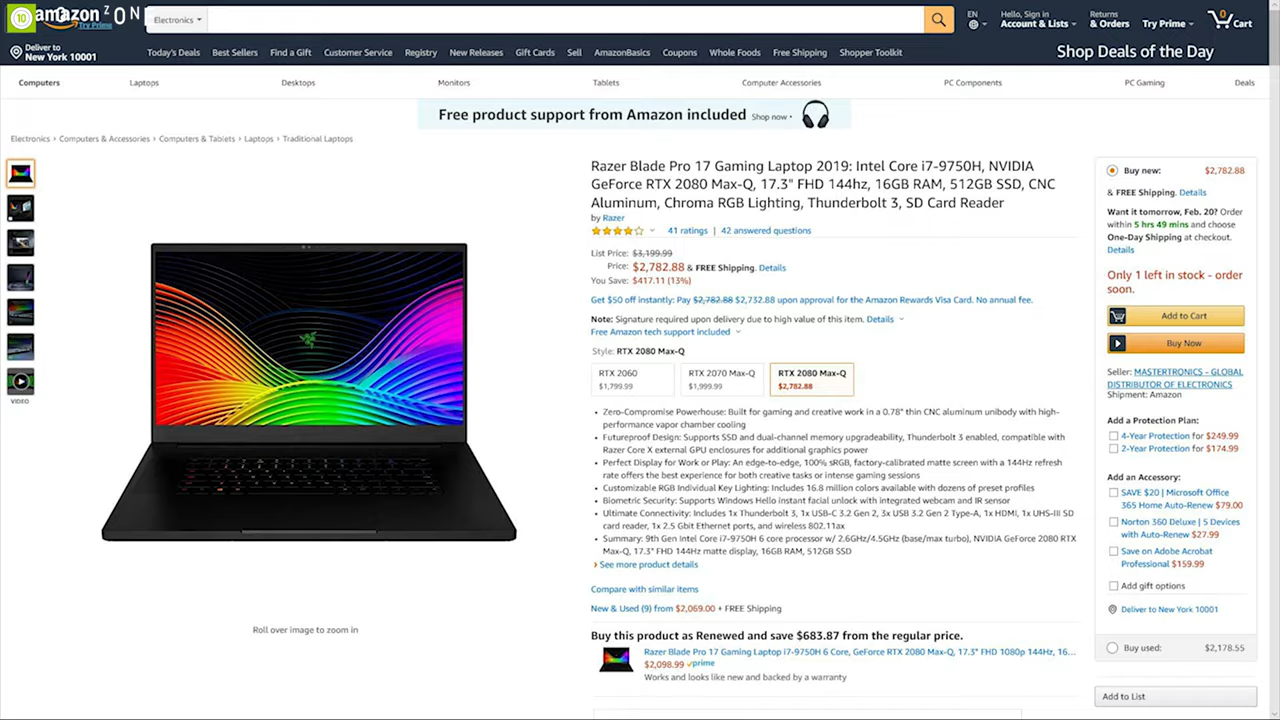 10
amazon
Z O N
Try Prime
Electronics
EN
Hello, Sign in
Account & Lists
Returns
& Orders
Try Prime
0
Cart
Deliver to
New York 10001
Today's Deals Best Sellers Find a Gift Customer Service Registry New Releases Gift Cards Sell AmazonBasics Coupons Whole Foods Free Shipping Shopper Toolkit
Shop Deals of the Day
Computers Laptops Desktops Monitors Tablets Computer Accessories PC Components PC Gaming Deals
Free product support from Amazon included Shop now ›
Electronics › Computers & Accessories › Computers & Tablets › Laptops › Traditional Laptops
VIDEO
Roll over image to zoom in
Razer Blade Pro 17 Gaming Laptop 2019: Intel Core i7-9750H, NVIDIA
GeForce RTX 2080 Max-Q, 17.3" FHD 144hz, 16GB RAM, 512GB SSD, CNC
Aluminum, Chroma RGB Lighting, Thunderbolt 3, SD Card Reader
by Razer
41 ratings | 42 answered questions
List Price: $3,199.99
Price: $2,782.88 & FREE Shipping. Details
You Save: $417.11 (13%)
Get $50 off instantly: Pay $2,782.88 $2,732.88 upon approval for the Amazon Rewards Visa Card. No annual fee.
Note: Signature required upon delivery due to high value of this item. Details
Free Amazon tech support included
Style: RTX 2080 Max-Q
RTX 2060 RTX 2070 Max-Q RTX 2080 Max-Q
$1,799.99 $1,999.99 $2,782.88
• Zero-Compromise Powerhouse: Built for gaming and creative work in a 0.78" thin CNC aluminum unibody with high-
performance vapor chamber cooling
• Futureproof Design: Supports SSD and dual-channel memory upgradeability, Thunderbolt 3 enabled, compatible with
Razer Core X external GPU enclosures for additional graphics power
• Perfect Display for Work or Play: An edge-to-edge, 100% sRGB, factory-calibrated matte screen with a 144Hz refresh
rate offers the best experience for both creative tasks or intense gaming sessions
• Customizable RGB Individual Key Lighting: Includes 16.8 million colors available with dozens of preset profiles
• Biometric Security: Supports Windows Hello instant facial unlock with integrated webcam and IR sensor
• Ultimate Connectivity: Includes 1x Thunderbolt 3, 1x USB-C 3.2 Gen 2, 3x USB 3.2 Gen 2 Type-A, 1x HDMI, 1x UHS-III SD
card reader, 1x 2.5 Gbit Ethernet ports, and wireless 802.11ax
• Summary: 9th Gen Intel Core i7-9750H 6 core processor w/ 2.6GHz/4.5GHz (base/max turbo), NVIDIA GeForce 2080 RTX
Max-Q, 17.3" FHD 144Hz matte display, 16GB RAM, 512GB SSD
› See more product details
Compare with similar items
New & Used (9) from $2,069.00 + FREE Shipping
Buy this product as Renewed and save $683.87 from the regular price.
Razer Blade Pro 17 Gaming Laptop i7-9750H 6 Core, GeForce RTX 2080 Max-Q, 17.3" FHD 1080p 144Hz, 16...
$2,098.99 prime
Works and looks like new and backed by a warranty
Buy new: $2,782.88
& FREE Shipping. Details
Want it tomorrow, Feb. 20? Order
within 5 hrs 49 mins and choose
One-Day Shipping at checkout.
Details
Only 1 left in stock - order
soon.
Add to Cart
Buy Now
Seller: MASTERTRONICS - GLOBAL
DISTRIBUTOR OF ELECTRONICS
Shipment: Amazon
Add a Protection Plan:
4-Year Protection for $249.99
2-Year Protection for $174.99
Add an Accessory:
SAVE $20 | Microsoft Office
365 Home Auto-Renew $79.00
Norton 360 Deluxe | 5 Devices
with Auto-Renew $27.99
Save on Adobe Acrobat
Professional $159.99
Add gift options
Deliver to New York 10001
Buy used: $2,178.55
Add to List